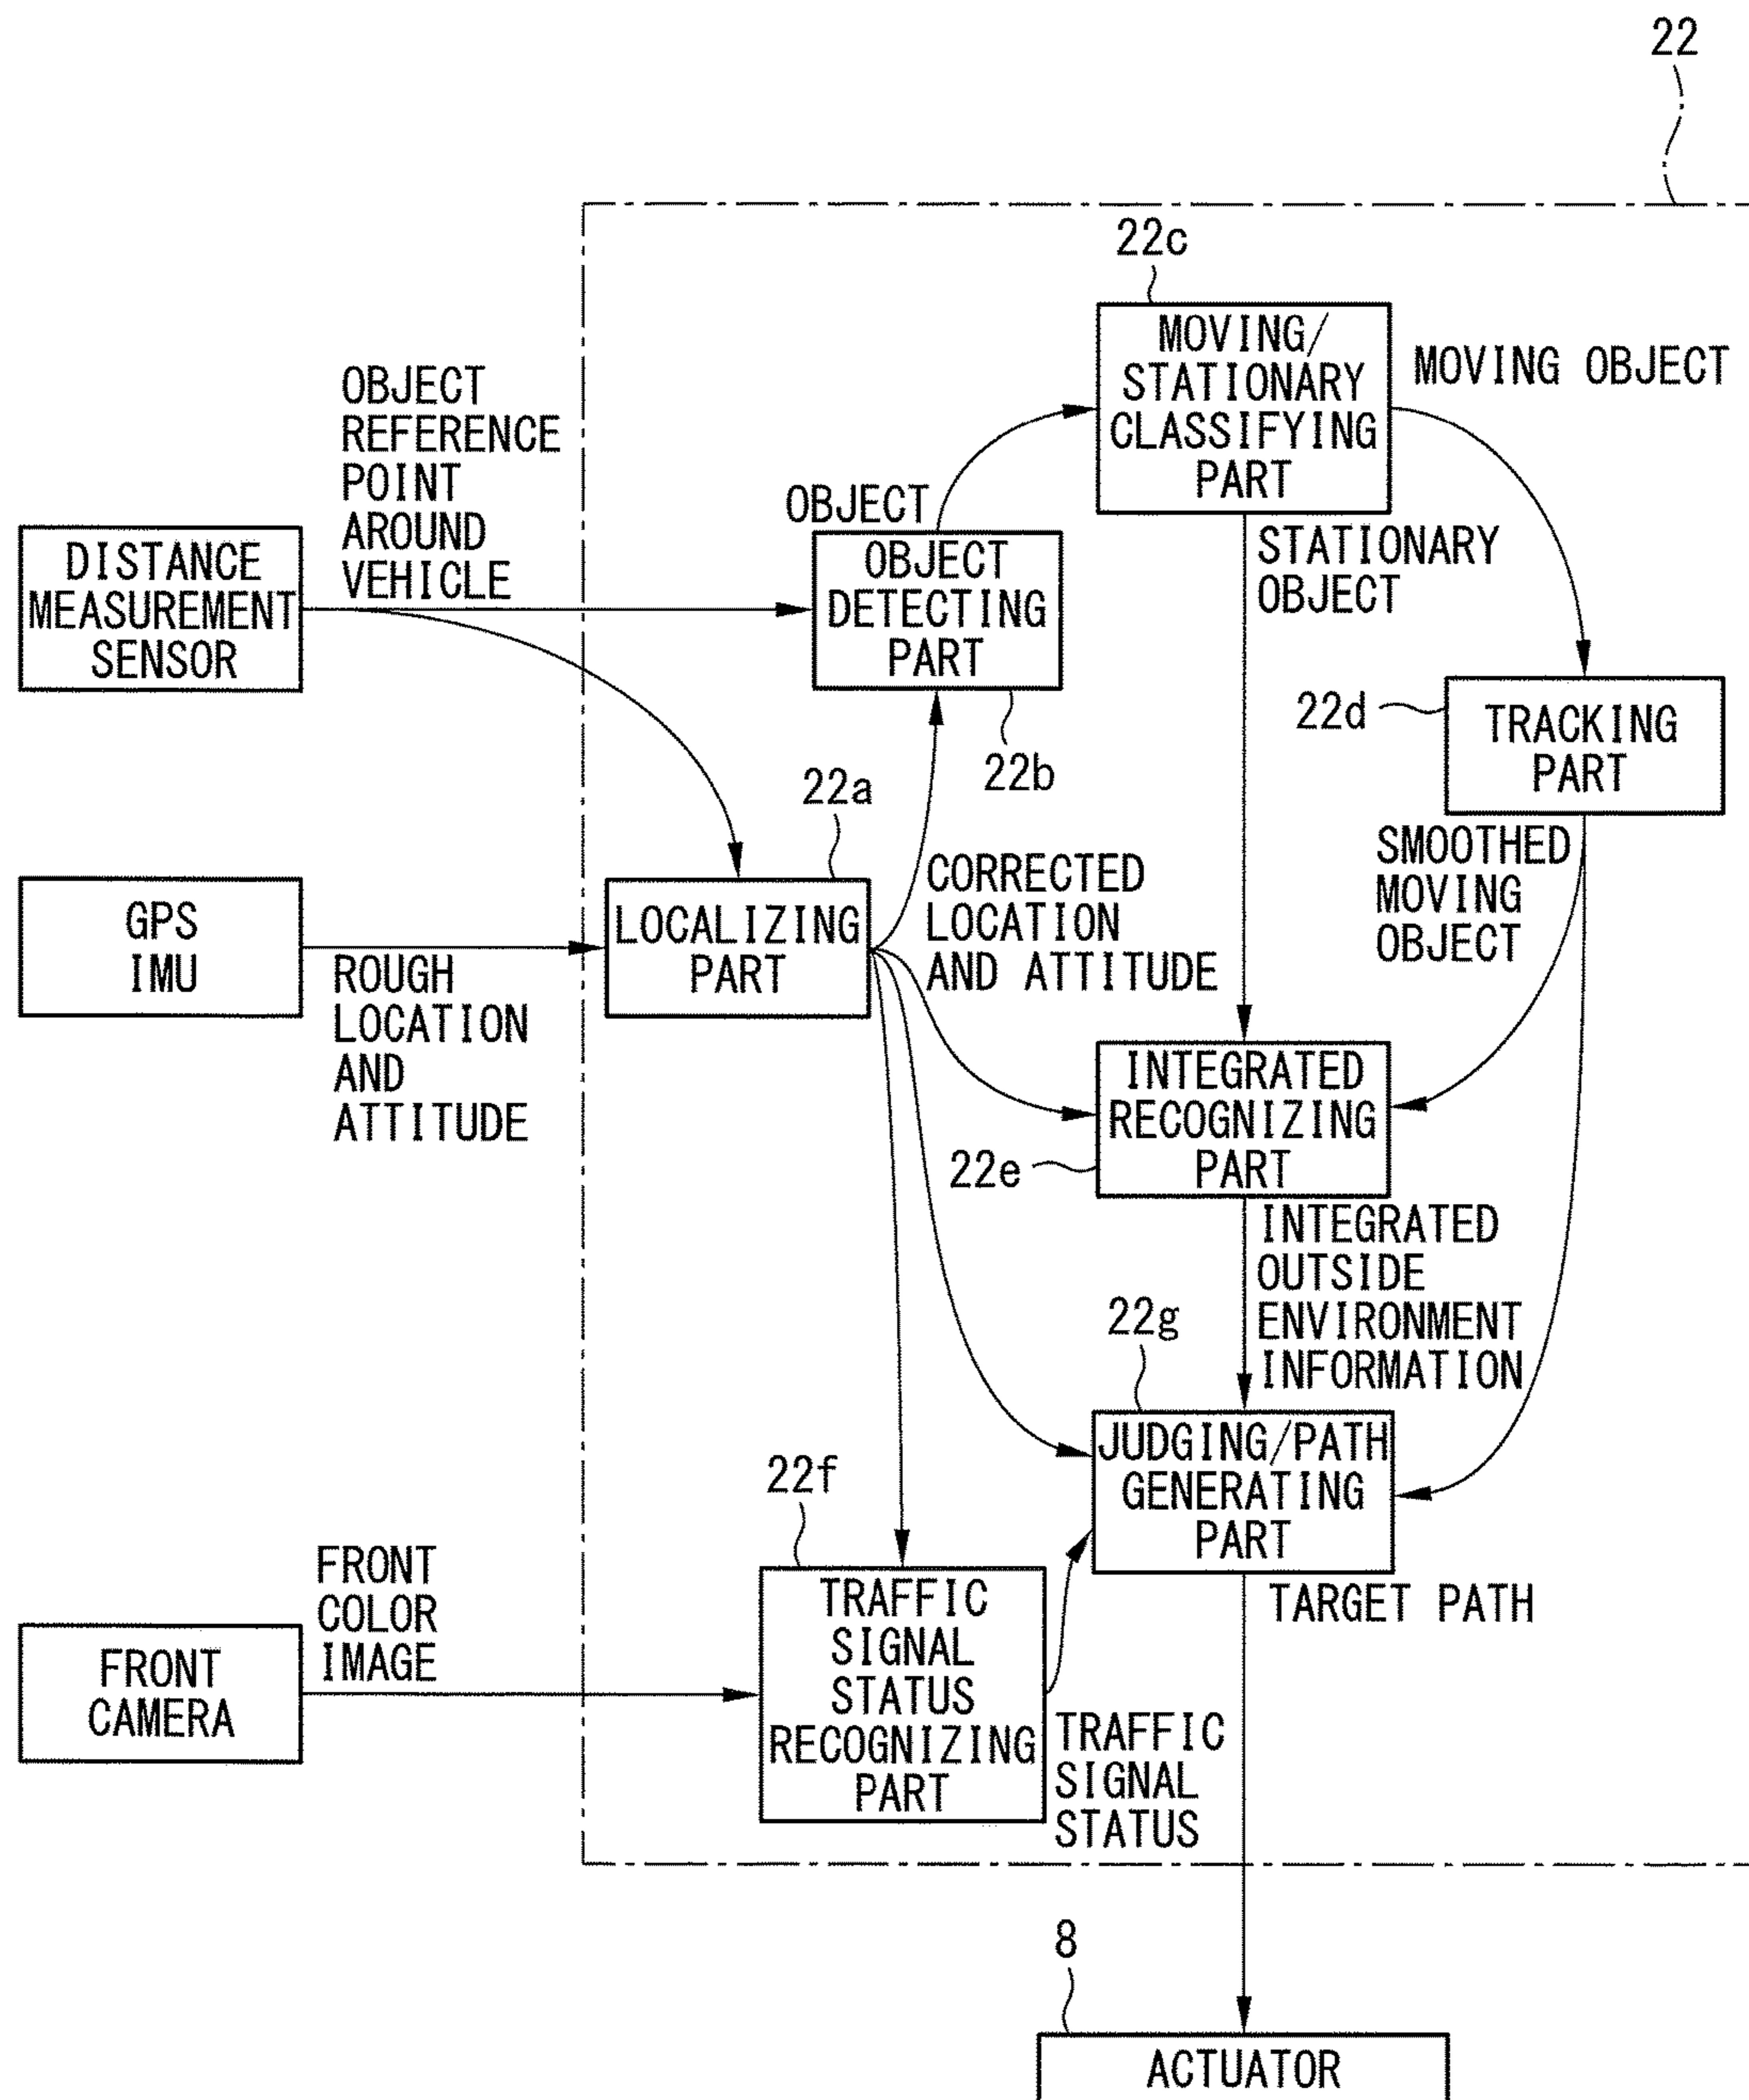 22
22c
MOVING/
STATIONARY
CLASSIFYING
PART
MOVING OBJECT
OBJECT
REFERENCE
POINT
AROUND
VEHICLE
OBJECT
STATIONARY
OBJECT
DISTANCE
MEASUREMENT
SENSOR
OBJECT
DETECTING
PART
22b
22d
TRACKING
PART
22a
SMOOTHED
MOVING
OBJECT
CORRECTED
LOCATION
AND ATTITUDE
GPS
IMU
LOCALIZING
PART
ROUGH
LOCATION
AND
ATTITUDE
INTEGRATED
RECOGNIZING
PART
22e
INTEGRATED
OUTSIDE
ENVIRONMENT
INFORMATION
22g
JUDGING/PATH
GENERATING
PART
22f
TARGET PATH
FRONT
COLOR
IMAGE
FRONT
CAMERA
TRAFFIC
SIGNAL
STATUS
RECOGNIZING
PART
TRAFFIC
SIGNAL
STATUS
8
ACTUATOR